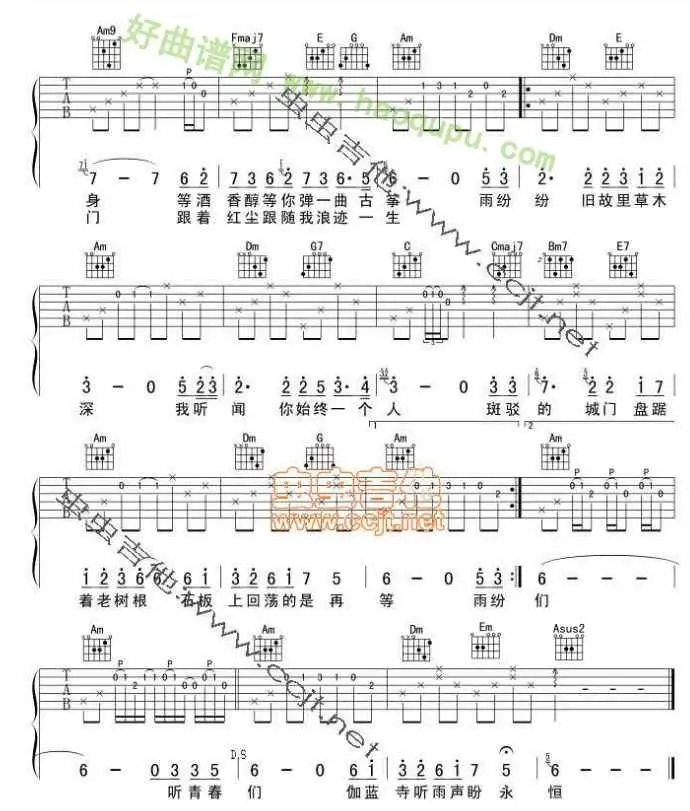 好曲谱网
www.haoqupu.com
Am9 Fmaj7 E G Am Dm E
P
T A B
7 - 7 6 2 7 3 6 2 7 3 6 5 6 - 0 5 3 2 2 2 3 4
身 等酒 香醇等你弹一曲古筝 雨纷 纷 旧故里草木
门 跟着 红尘跟随我浪迹一生
虫虫吉他:www.ccjt.net
Am Dm G7 C Cmaj7 Bm7 E7
T A B
3 - 0 5 2 3 2 2 2 5 3 4 3 - 0 3 3 7 2 2 1 7
深 我听 闻 你始终一个 人 斑驳 的 城门 盘踞
1. 2.
Am Dm G Am Am
P P
T A B
虫虫吉他
www.ccjt.net
1 2 3 6 6 6 1 3 2 6 1 7 5 6 - 0 5 3 6 - - -
着老树根 石板 上回荡的是再 等 雨纷 们
虫虫吉他:www.ccjt.net
Am Am Dm Em Asus2
P P P
T A B
D.S
6 - 0 3 3 5 6 - 0 6 1 3 2 6 1 7 5 6 - - -
听青春 们 伽蓝 寺听雨声盼 永 恒